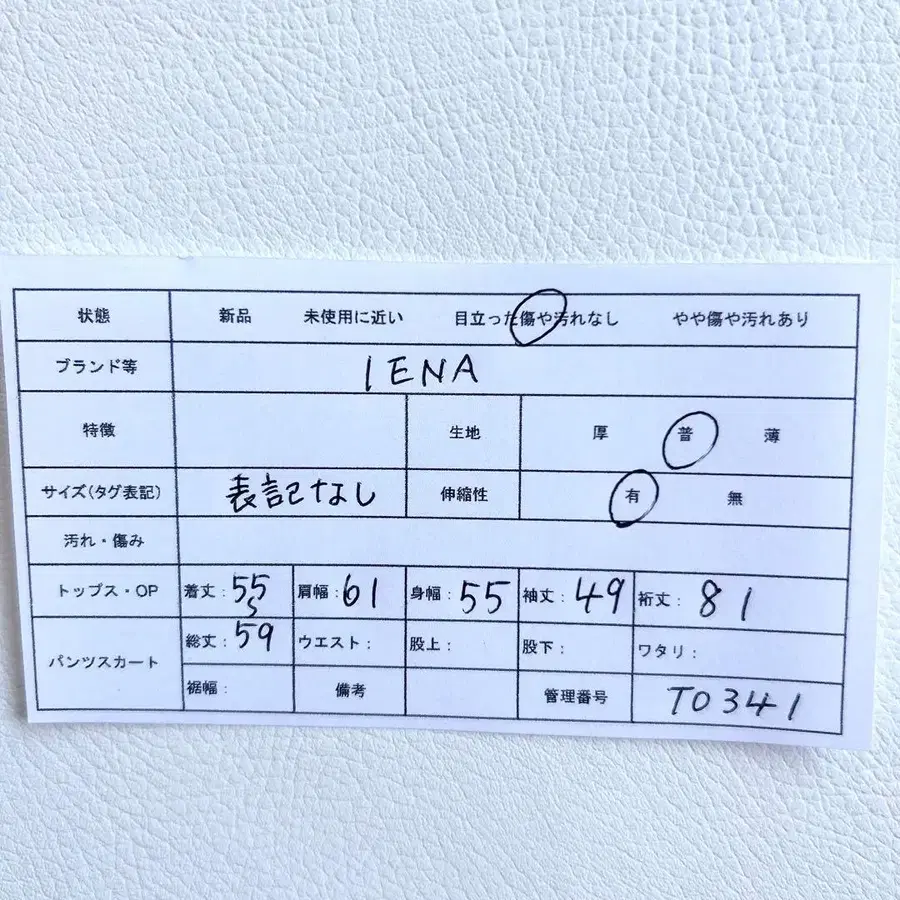 状態 新品 未使用に近い 目立った傷や汚れなし やや傷や汚れあり
ブランド等 IENA
特徴 生地 厚 普 薄
サイズ(タグ表記) 表記なし 伸縮性 有 無
汚れ・傷み
トップス・OP 着丈: 55 肩幅: 61 身幅: 55 袖丈: 49 裄丈: 81
〜
パンツスカート 総丈: 59 ウエスト: 股上: 股下: ワタリ:
裾幅: 備考 管理番号 T0341